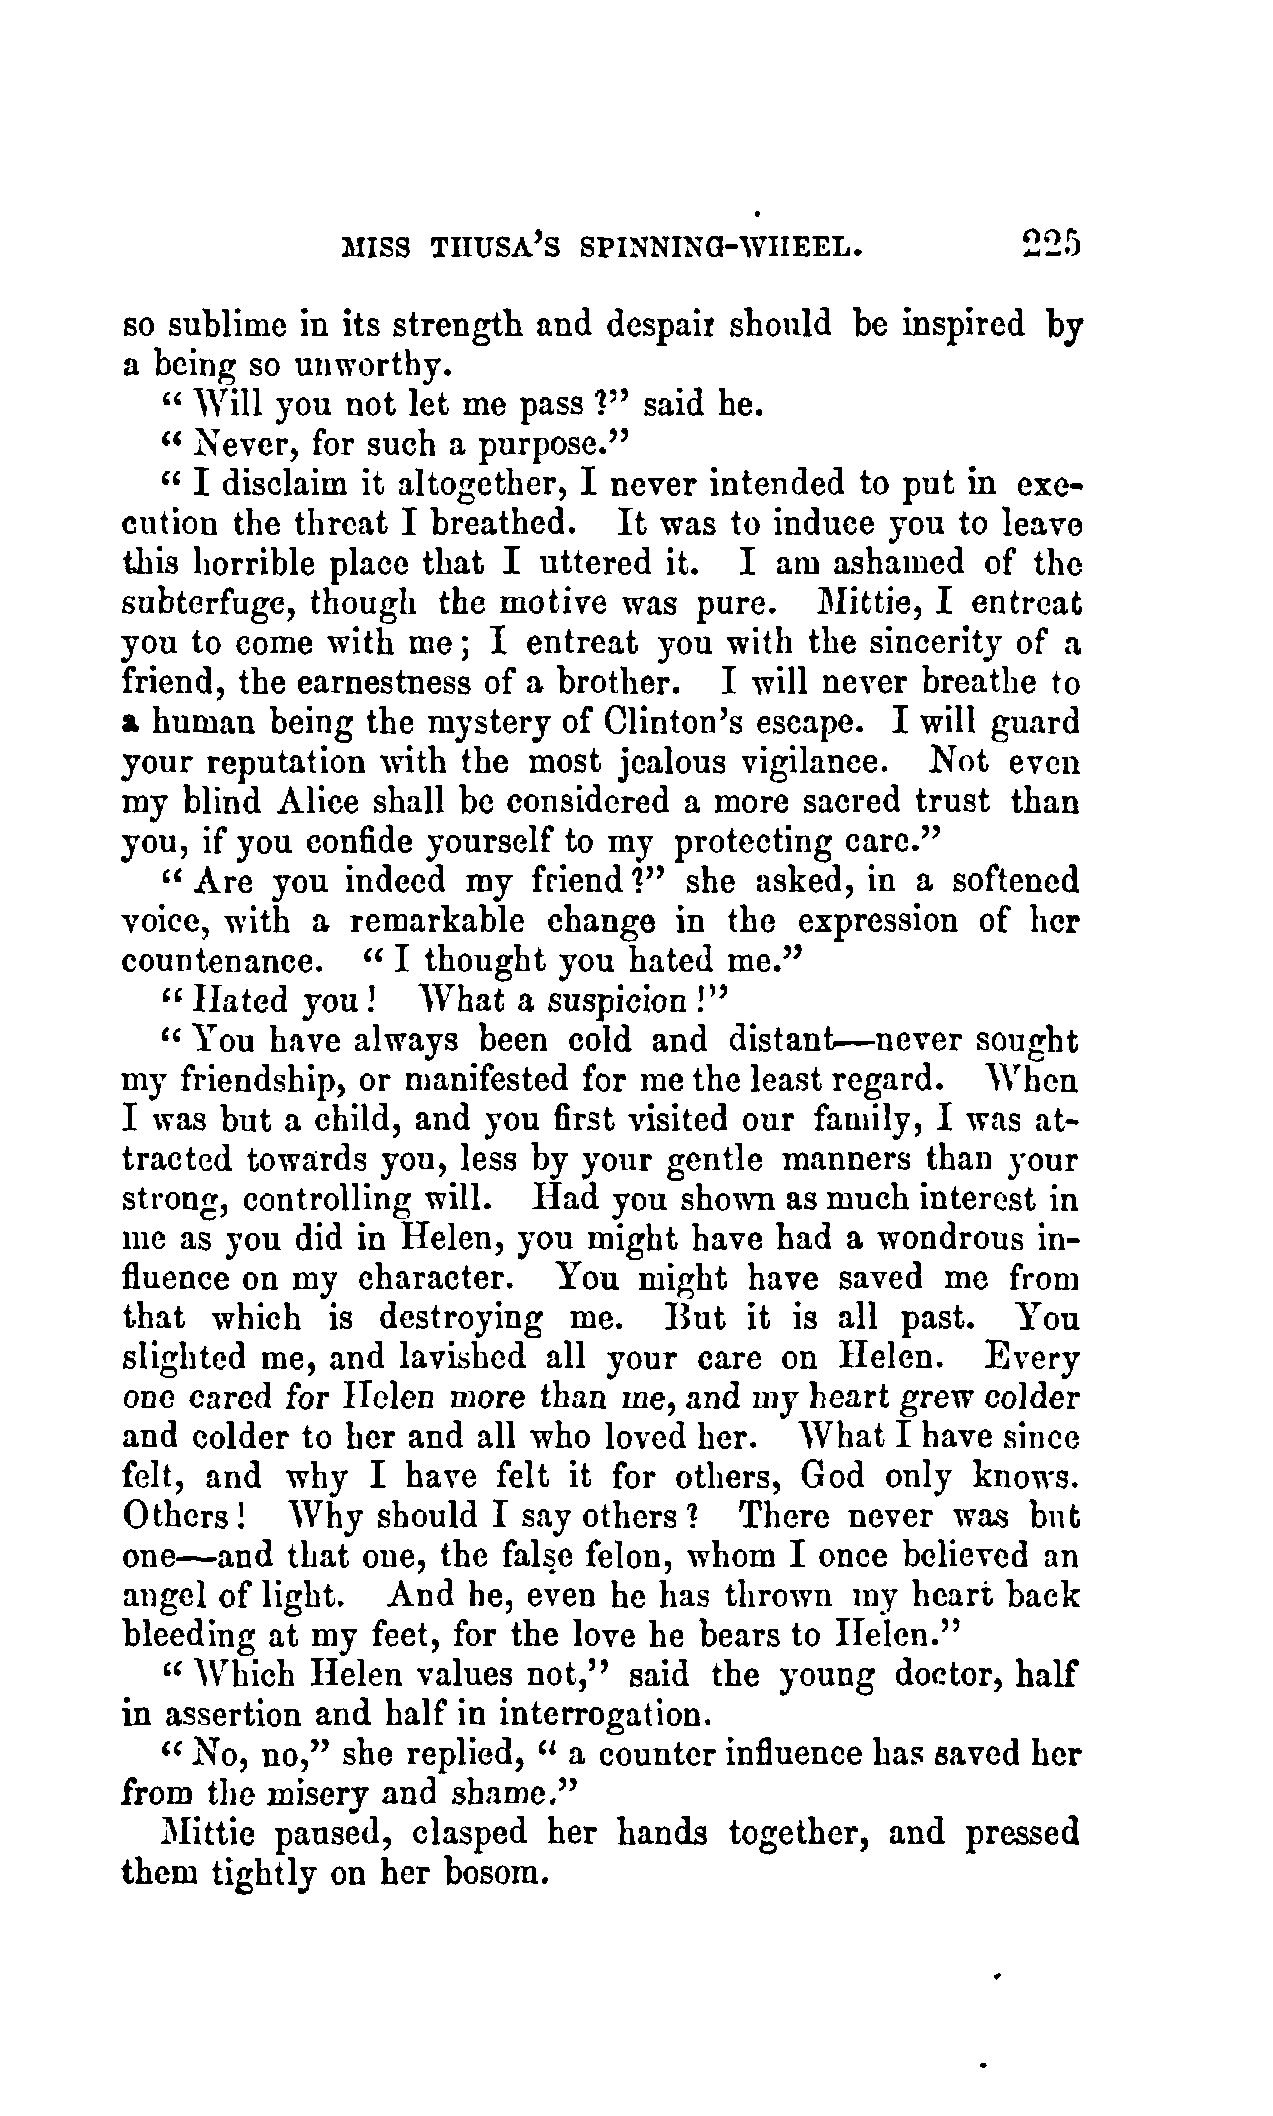 MISS THUSA'S SPINNING-WHEEL. 225
so sublime in its strength and despair should be inspired by
a being so unworthy.
" Will you not let me pass ?" said he.
" Never, for such a purpose."
" I disclaim it altogether, I never intended to put in exe-
cution the threat I breathed. It was to induce you to leave
this horrible place that I uttered it. I am ashamed of the
subterfuge, though the motive was pure. Mittie, I entreat
you to come with me ; I entreat you with the sincerity of a
friend, the earnestness of a brother. I will never breathe to
a human being the mystery of Clinton's escape. I will guard
your reputation with the most jealous vigilance. Not even
my blind Alice shall be considered a more sacred trust than
you, if you confide yourself to my protecting care."
" Are you indeed my friend ?" she asked, in a softened
voice, with a remarkable change in the expression of her
countenance. " I thought you hated me."
" Hated you ! What a suspicion !"
" You have always been cold and distant—never sought
my friendship, or manifested for me the least regard. When
I was but a child, and you first visited our family, I was at-
tracted towards you, less by your gentle manners than your
strong, controlling will. Had you shown as much interest in
me as you did in Helen, you might have had a wondrous in-
fluence on my character. You might have saved me from
that which is destroying me. But it is all past. You
slighted me, and lavished all your care on Helen. Every
one cared for Helen more than me, and my heart grew colder
and colder to her and all who loved her. What I have since
felt, and why I have felt it for others, God only knows.
Others ! Why should I say others ? There never was but
one—and that one, the false felon, whom I once believed an
angel of light. And he, even he has thrown my heart back
bleeding at my feet, for the love he bears to Helen."
" Which Helen values not," said the young doctor, half
in assertion and half in interrogation.
" No, no," she replied, " a counter influence has saved her
from the misery and shame."
Mittie paused, clasped her hands together, and pressed
them tightly on her bosom.